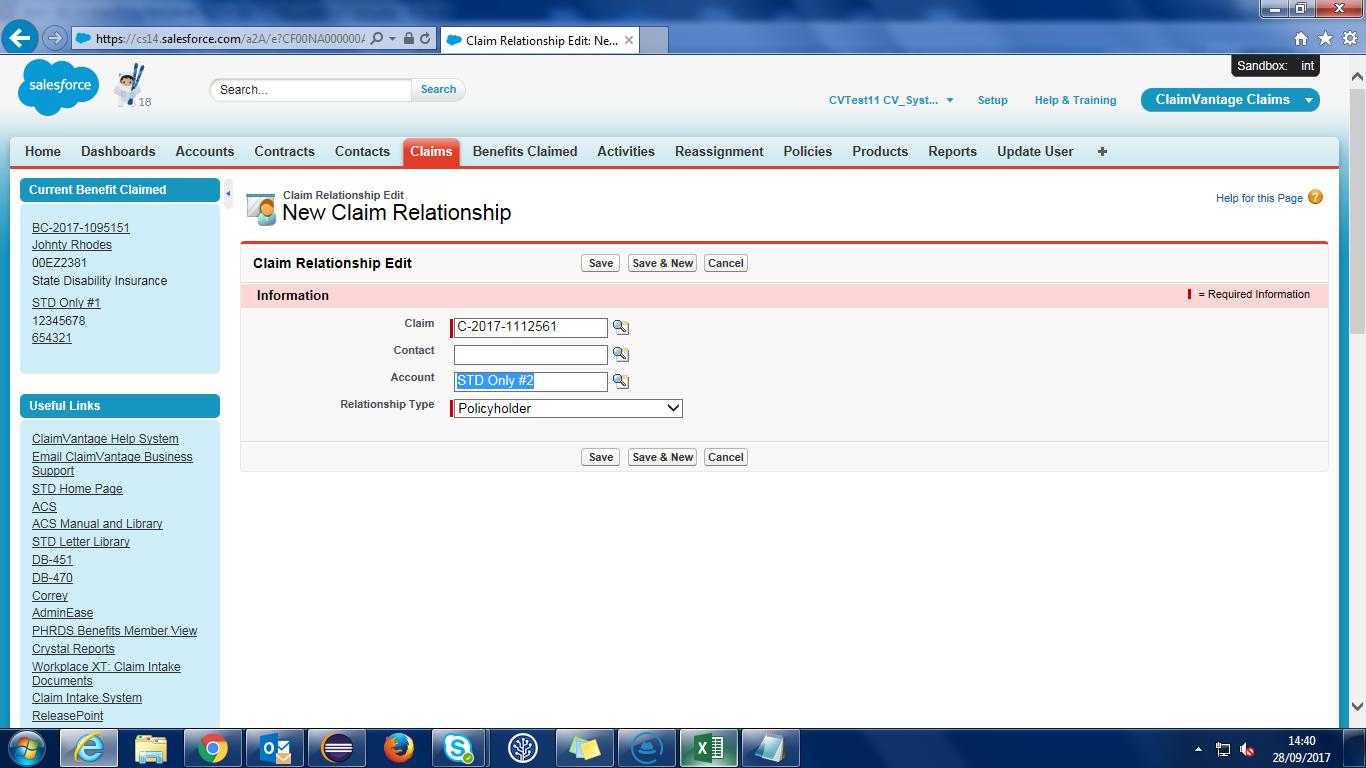 https://cs14.salesforce.com/a2A/e?CF00NA000000A
Claim Relationship Edit: Ne...
Sandbox: int
salesforce
18
Search...
Search
CVTest11 CV_Syst...
Setup
Help & Training
ClaimVantage Claims
Home
Dashboards
Accounts
Contracts
Contacts
Claims
Benefits Claimed
Activities
Reassignment
Policies
Products
Reports
Update User
Current Benefit Claimed
BC-2017-1095151
Johnty Rhodes
00EZ2381
State Disability Insurance
STD Only #1
12345678
654321
Useful Links
ClaimVantage Help System
Email ClaimVantage Business
Support
STD Home Page
ACS
ACS Manual and Library
STD Letter Library
DB-451
DB-470
Correy
AdminEase
PHRDS Benefits Member View
Crystal Reports
Workplace XT: Claim Intake
Documents
Claim Intake System
ReleasePoint
Claim Relationship Edit
New Claim Relationship
Help for this Page
Claim Relationship Edit
Save
Save & New
Cancel
Information
= Required Information
Claim
C-2017-1112561
Contact
Account
STD Only #2
Relationship Type
Policyholder
Save
Save & New
Cancel
14:40
28/09/2017